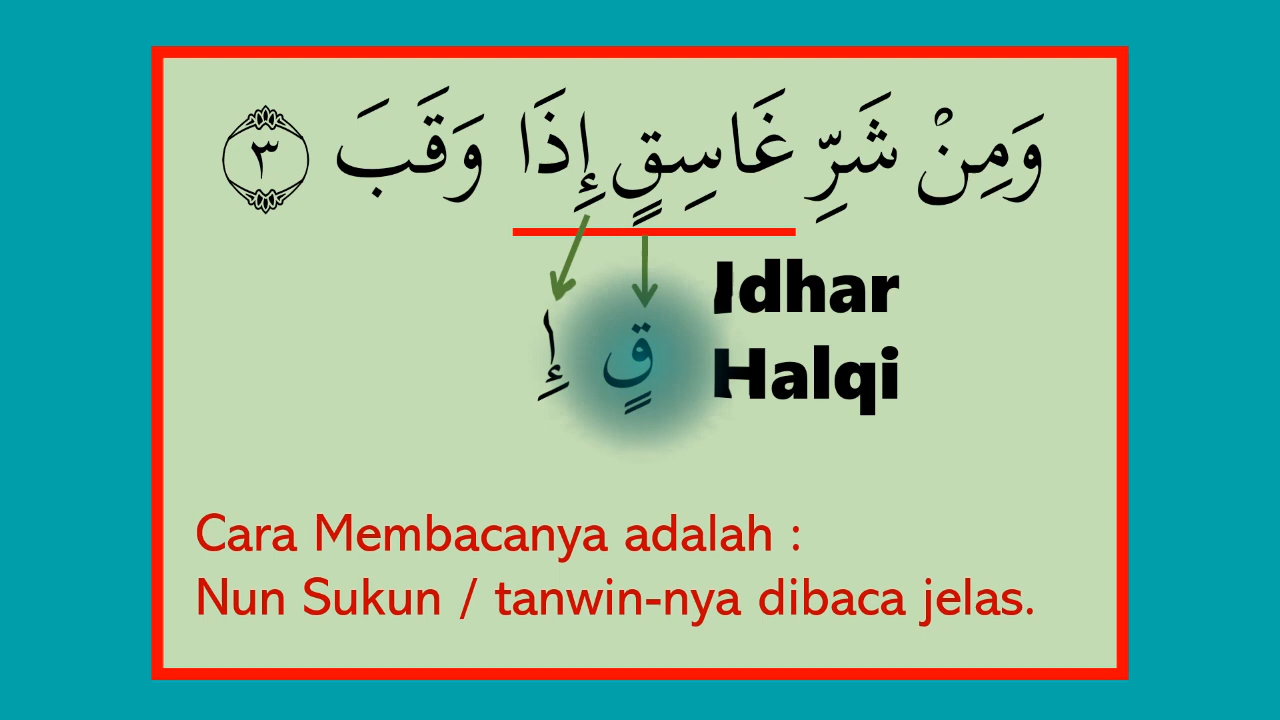 وَمِنْ شَرِّ غَاسِقٍ إِذَا وَقَبَ ٣
قٍ إِ
Idhar
Halqi
Cara Membacanya adalah :
Nun Sukun / tanwin-nya dibaca jelas.